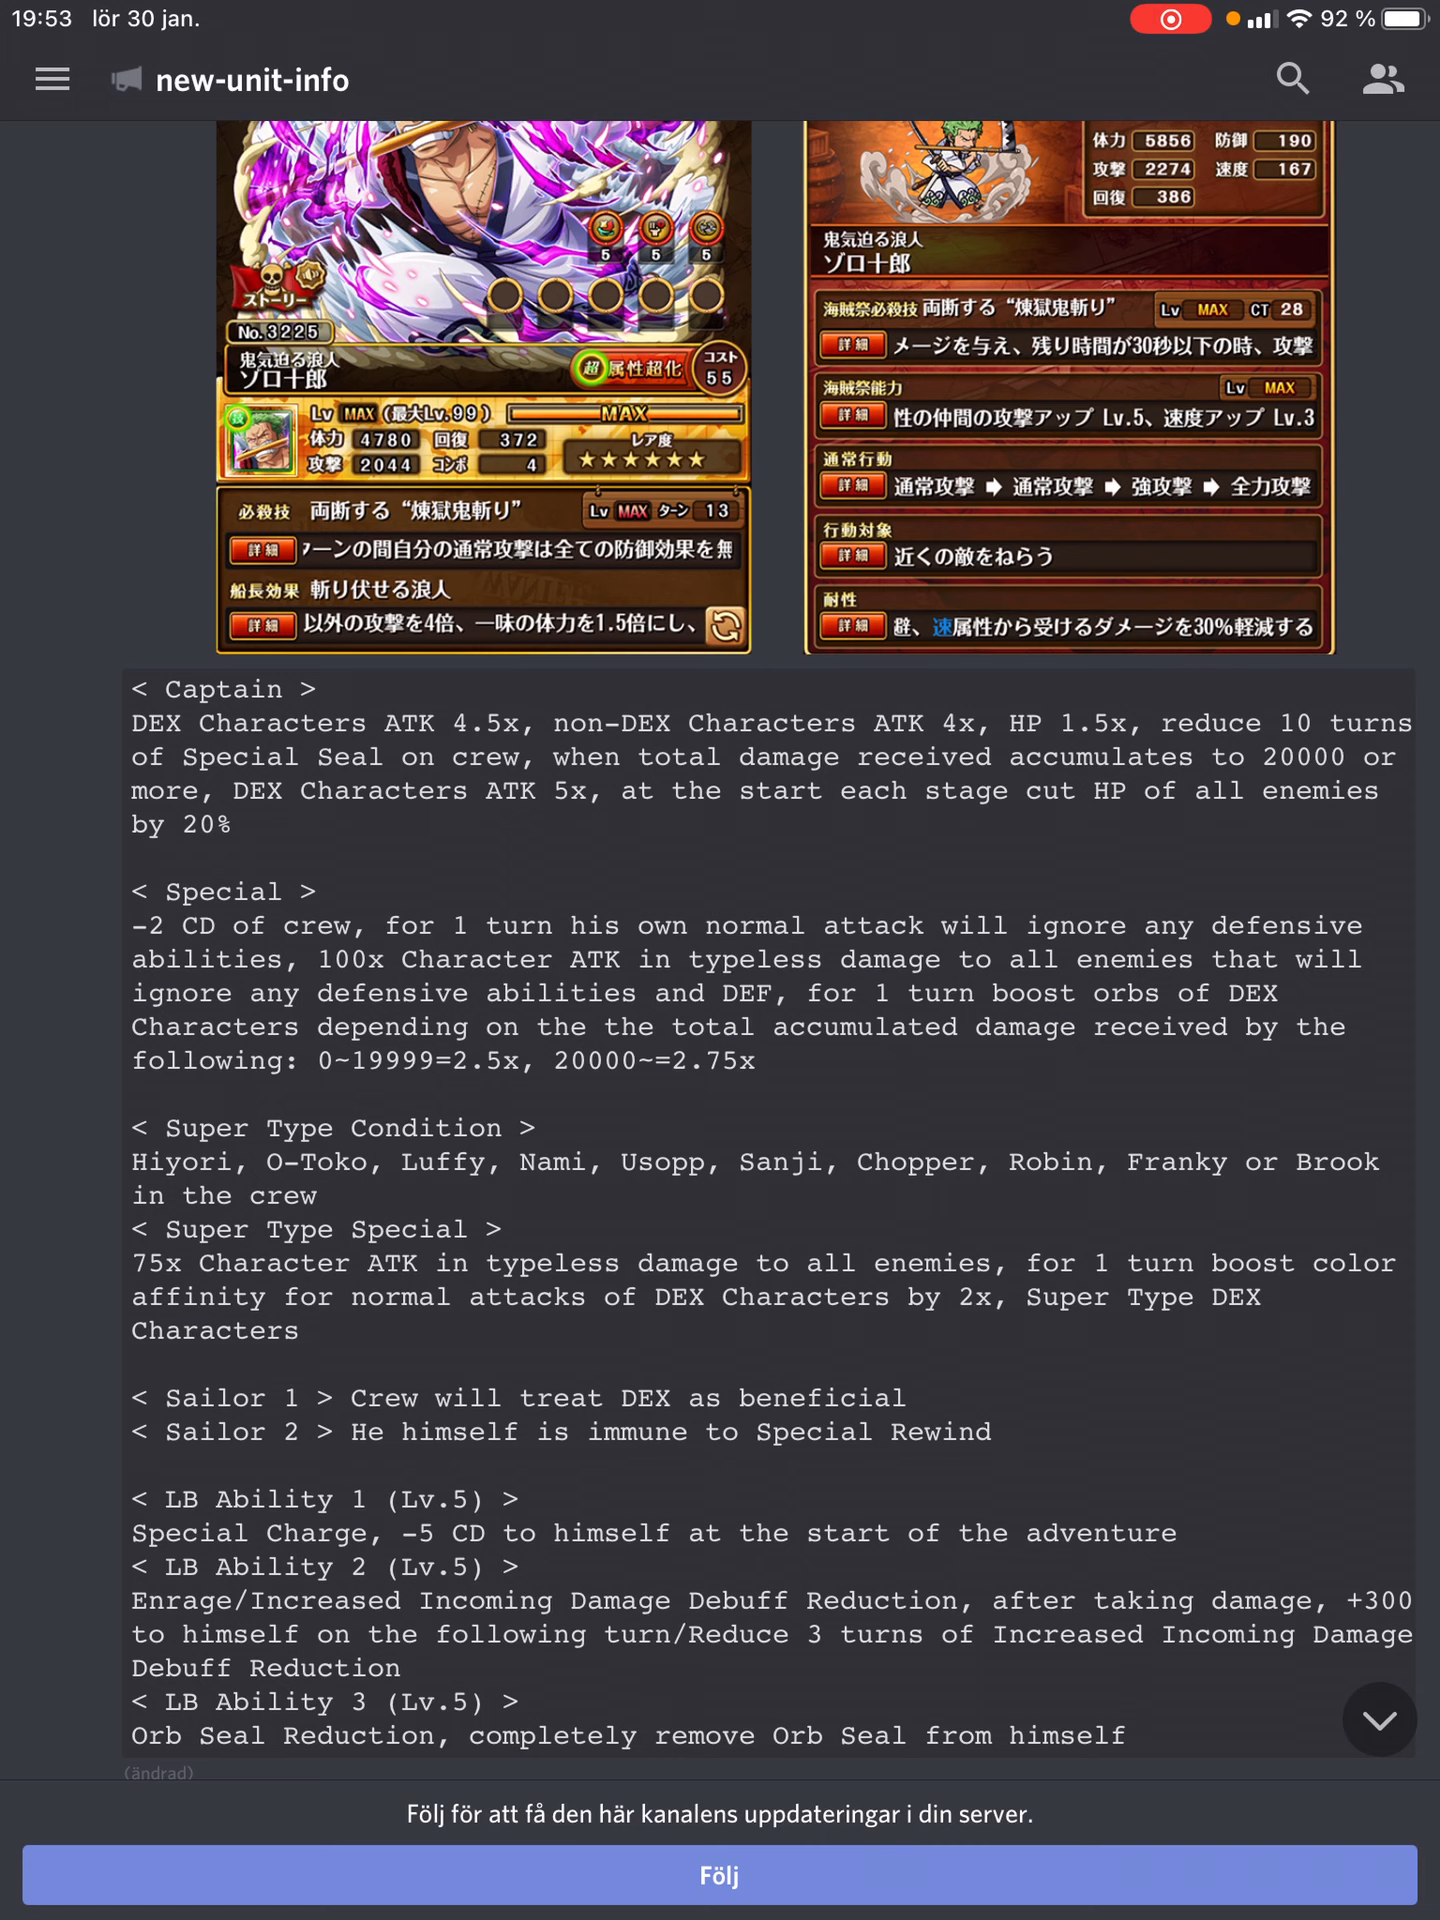 19:53 lör 30 jan.
92 %
new-unit-info
5 5 5
ストーリー
No.3225
鬼気迫る浪人
ゾロ十郎
超 属性超化
コスト
55
技
Lv MAX (最大Lv.99) MAX
体力 4780 回復 372
攻撃 2044 コンボ 4
レア度
★★★★★★
必殺技 両断する“煉獄鬼斬り” Lv MAX ターン 13
詳細 ターンの間自分の通常攻撃は全ての防御効果を無
船長効果 斬り伏せる浪人
詳細 以外の攻撃を4倍、一味の体力を1.5倍にし、
体力 5856 防御 190
攻撃 2274 速度 167
回復 386
鬼気迫る浪人
ゾロ十郎
海賊祭必殺技 両断する“煉獄鬼斬り” Lv MAX CT 28
詳細 メージを与え、残り時間が30秒以下の時、攻撃
海賊祭能力 Lv MAX
詳細 性の仲間の攻撃アップ Lv.5、速度アップ Lv.3
通常行動
詳細 通常攻撃 ➡ 通常攻撃 ➡ 強攻撃 ➡ 全力攻撃
行動対象
詳細 近くの敵をねらう
耐性
詳細 速属性から受けるダメージを30%軽減する
< Captain >
DEX Characters ATK 4.5x, non-DEX Characters ATK 4x, HP 1.5x, reduce 10 turns
of Special Seal on crew, when total damage received accumulates to 20000 or
more, DEX Characters ATK 5x, at the start each stage cut HP of all enemies
by 20%
< Special >
-2 CD of crew, for 1 turn his own normal attack will ignore any defensive
abilities, 100x Character ATK in typeless damage to all enemies that will
ignore any defensive abilities and DEF, for 1 turn boost orbs of DEX
Characters depending on the the total accumulated damage received by the
following: 0~19999=2.5x, 20000~=2.75x
< Super Type Condition >
Hiyori, O-Toko, Luffy, Nami, Usopp, Sanji, Chopper, Robin, Franky or Brook
in the crew
< Super Type Special >
75x Character ATK in typeless damage to all enemies, for 1 turn boost color
affinity for normal attacks of DEX Characters by 2x, Super Type DEX
Characters
< Sailor 1 > Crew will treat DEX as beneficial
< Sailor 2 > He himself is immune to Special Rewind
< LB Ability 1 (Lv.5) >
Special Charge, -5 CD to himself at the start of the adventure
< LB Ability 2 (Lv.5) >
Enrage/Increased Incoming Damage Debuff Reduction, after taking damage, +300
to himself on the following turn/Reduce 3 turns of Increased Incoming Damage
Debuff Reduction
< LB Ability 3 (Lv.5) >
Orb Seal Reduction, completely remove Orb Seal from himself
(ändrad)
Följ för att få den här kanalens uppdateringar i din server.
Följ